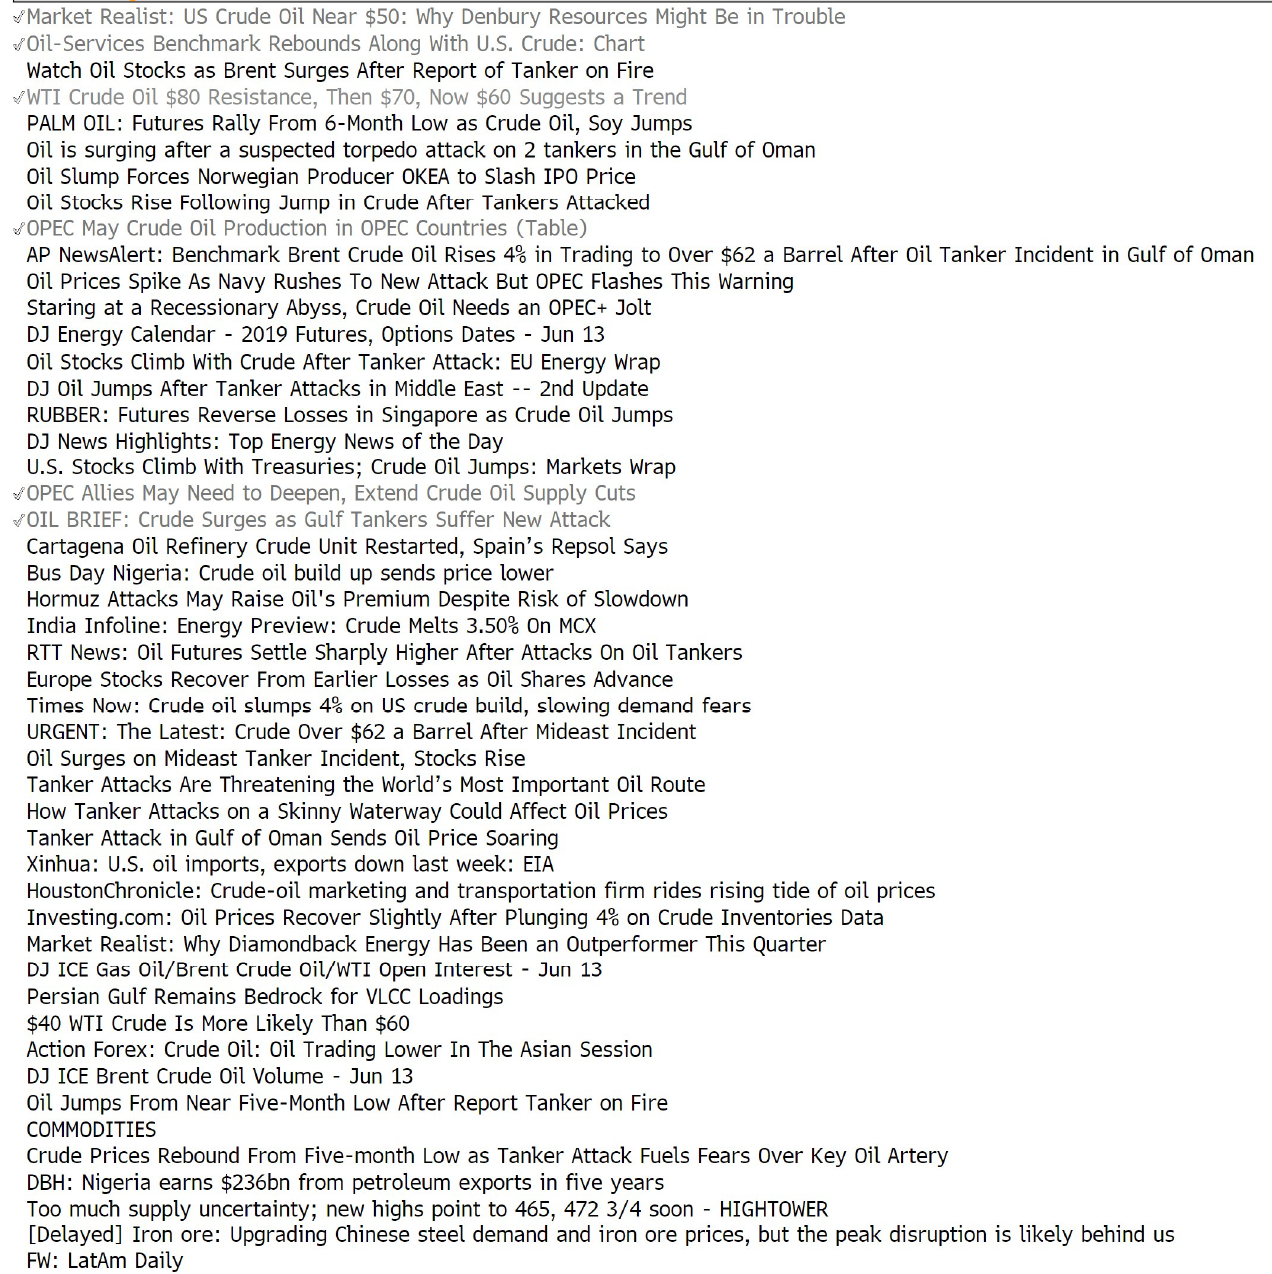 ✓Market Realist: US Crude Oil Near $50: Why Denbury Resources Might Be in Trouble
✓Oil-Services Benchmark Rebounds Along With U.S. Crude: Chart
Watch Oil Stocks as Brent Surges After Report of Tanker on Fire
✓WTI Crude Oil $80 Resistance, Then $70, Now $60 Suggests a Trend
PALM OIL: Futures Rally From 6-Month Low as Crude Oil, Soy Jumps
Oil is surging after a suspected torpedo attack on 2 tankers in the Gulf of Oman
Oil Slump Forces Norwegian Producer OKEA to Slash IPO Price
Oil Stocks Rise Following Jump in Crude After Tankers Attacked
✓OPEC May Crude Oil Production in OPEC Countries (Table)
AP NewsAlert: Benchmark Brent Crude Oil Rises 4% in Trading to Over $62 a Barrel After Oil Tanker Incident in Gulf of Oman
Oil Prices Spike As Navy Rushes To New Attack But OPEC Flashes This Warning
Staring at a Recessionary Abyss, Crude Oil Needs an OPEC+ Jolt
DJ Energy Calendar - 2019 Futures, Options Dates - Jun 13
Oil Stocks Climb With Crude After Tanker Attack: EU Energy Wrap
DJ Oil Jumps After Tanker Attacks in Middle East -- 2nd Update
RUBBER: Futures Reverse Losses in Singapore as Crude Oil Jumps
DJ News Highlights: Top Energy News of the Day
U.S. Stocks Climb With Treasuries; Crude Oil Jumps: Markets Wrap
✓OPEC Allies May Need to Deepen, Extend Crude Oil Supply Cuts
✓OIL BRIEF: Crude Surges as Gulf Tankers Suffer New Attack
Cartagena Oil Refinery Crude Unit Restarted, Spain's Repsol Says
Bus Day Nigeria: Crude oil build up sends price lower
Hormuz Attacks May Raise Oil's Premium Despite Risk of Slowdown
India Infoline: Energy Preview: Crude Melts 3.50% On MCX
RTT News: Oil Futures Settle Sharply Higher After Attacks On Oil Tankers
Europe Stocks Recover From Earlier Losses as Oil Shares Advance
Times Now: Crude oil slumps 4% on US crude build, slowing demand fears
URGENT: The Latest: Crude Over $62 a Barrel After Mideast Incident
Oil Surges on Mideast Tanker Incident, Stocks Rise
Tanker Attacks Are Threatening the World's Most Important Oil Route
How Tanker Attacks on a Skinny Waterway Could Affect Oil Prices
Tanker Attack in Gulf of Oman Sends Oil Price Soaring
Xinhua: U.S. oil imports, exports down last week: EIA
HoustonChronicle: Crude-oil marketing and transportation firm rides rising tide of oil prices
Investing.com: Oil Prices Recover Slightly After Plunging 4% on Crude Inventories Data
Market Realist: Why Diamondback Energy Has Been an Outperformer This Quarter
DJ ICE Gas Oil/Brent Crude Oil/WTI Open Interest - Jun 13
Persian Gulf Remains Bedrock for VLCC Loadings
$40 WTI Crude Is More Likely Than $60
Action Forex: Crude Oil: Oil Trading Lower In The Asian Session
DJ ICE Brent Crude Oil Volume - Jun 13
Oil Jumps From Near Five-Month Low After Report Tanker on Fire
COMMODITIES
Crude Prices Rebound From Five-month Low as Tanker Attack Fuels Fears Over Key Oil Artery
DBH: Nigeria earns $236bn from petroleum exports in five years
Too much supply uncertainty; new highs point to 465, 472 3/4 soon - HIGHTOWER
[Delayed] Iron ore: Upgrading Chinese steel demand and iron ore prices, but the peak disruption is likely behind us
FW: LatAm Daily